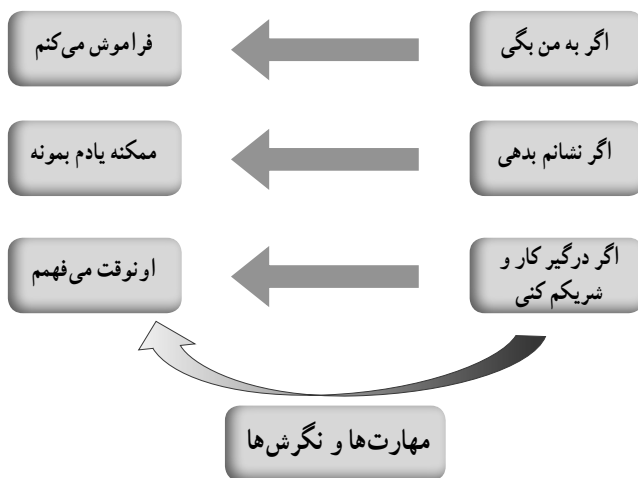 اگر به من بگی
فراموش می‌کنم
اگر نشانم بدهی
ممکنه یادم بمونه
اگر درگیر کار و
شریکم کنی
اونوقت می‌فهمم
مهارت‌ها و نگرش‌ها